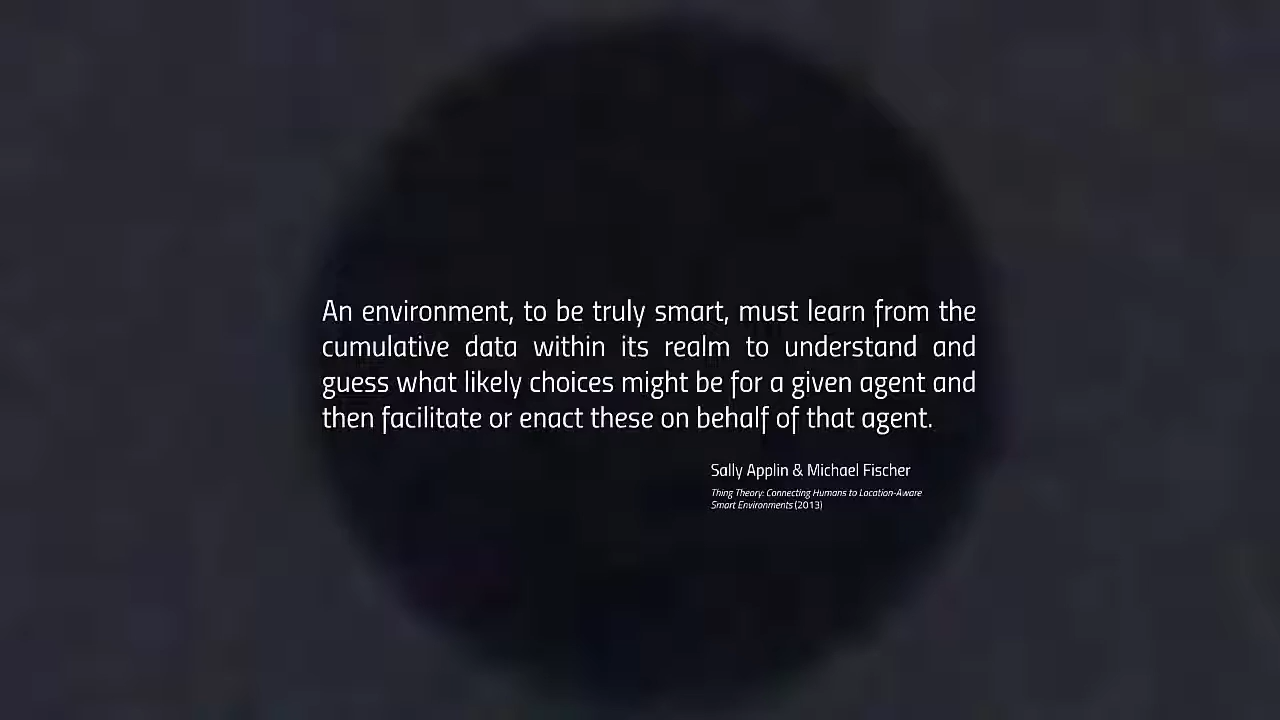 An environment, to be truly smart, must learn from the
cumulative data within its realm to understand and
guess what likely choices might be for a given agent and
then facilitate or enact these on behalf of that agent.
Sally Applin & Michael Fischer
Thing Theory: Connecting Humans to Location-Aware
Smart Environments (2013)